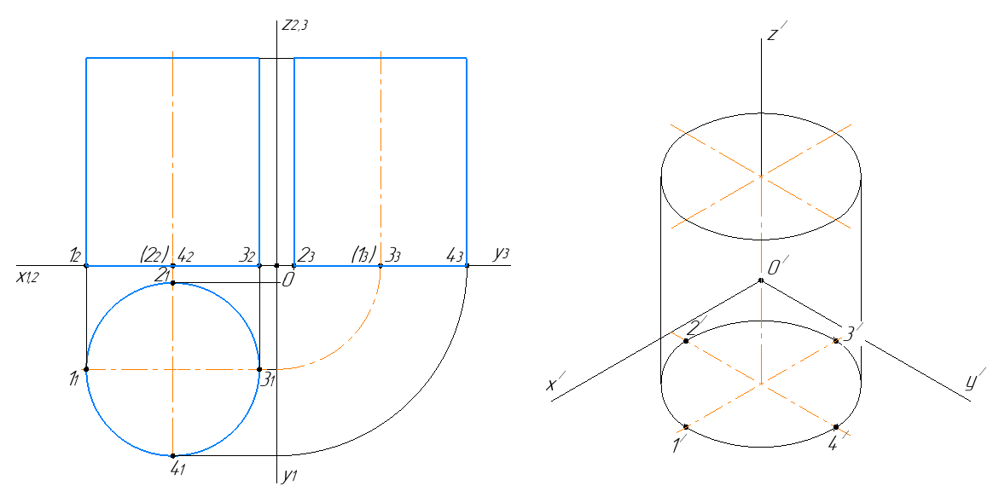 z2,3
z′
12 (22) 42 32 23 (13) 33 43 y3
x1,2 21 0
0′
2′ 3′
11 31 x′ y′
1′ 4′
41 y1